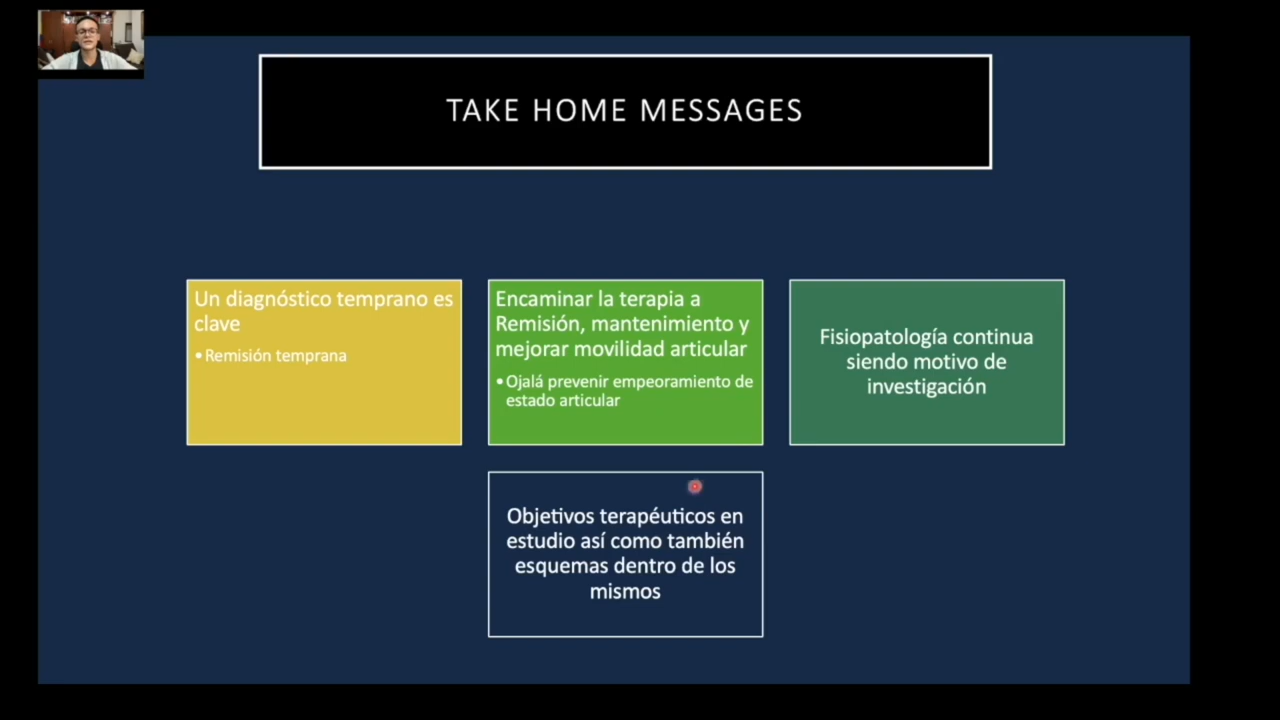 TAKE HOME MESSAGES
Un diagnóstico temprano es
clave
•Remisión temprana
Encaminar la terapia a
Remisión, mantenimiento y
mejorar movilidad articular
•Ojalá prevenir empeoramiento de
estado articular
Fisiopatología continua
siendo motivo de
investigación
Objetivos terapéuticos en
estudio así como también
esquemas dentro de los
mismos